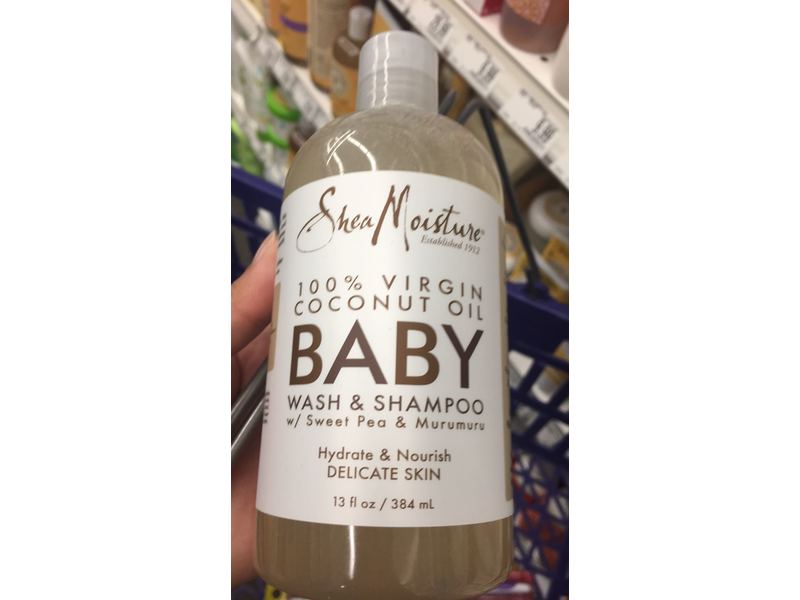 SheaMoisture®
Established 1912
100% VIRGIN
COCONUT OIL
BABY
WASH & SHAMPOO
w/ Sweet Pea & Murumuru
Hydrate & Nourish
DELICATE SKIN
13 fl oz / 384 mL